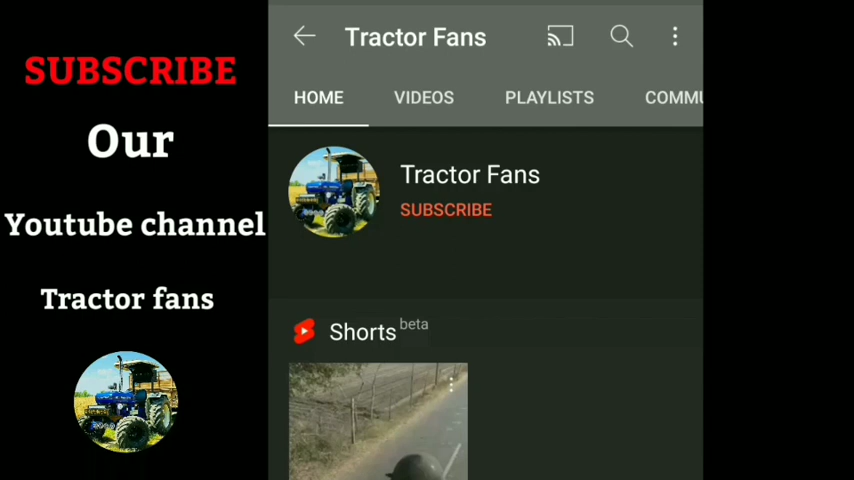 SUBSCRIBE
Our
Youtube channel
Tractor fans
Tractor Fans
HOME VIDEOS PLAYLISTS COMMU
Tractor Fans
SUBSCRIBE
Shorts beta